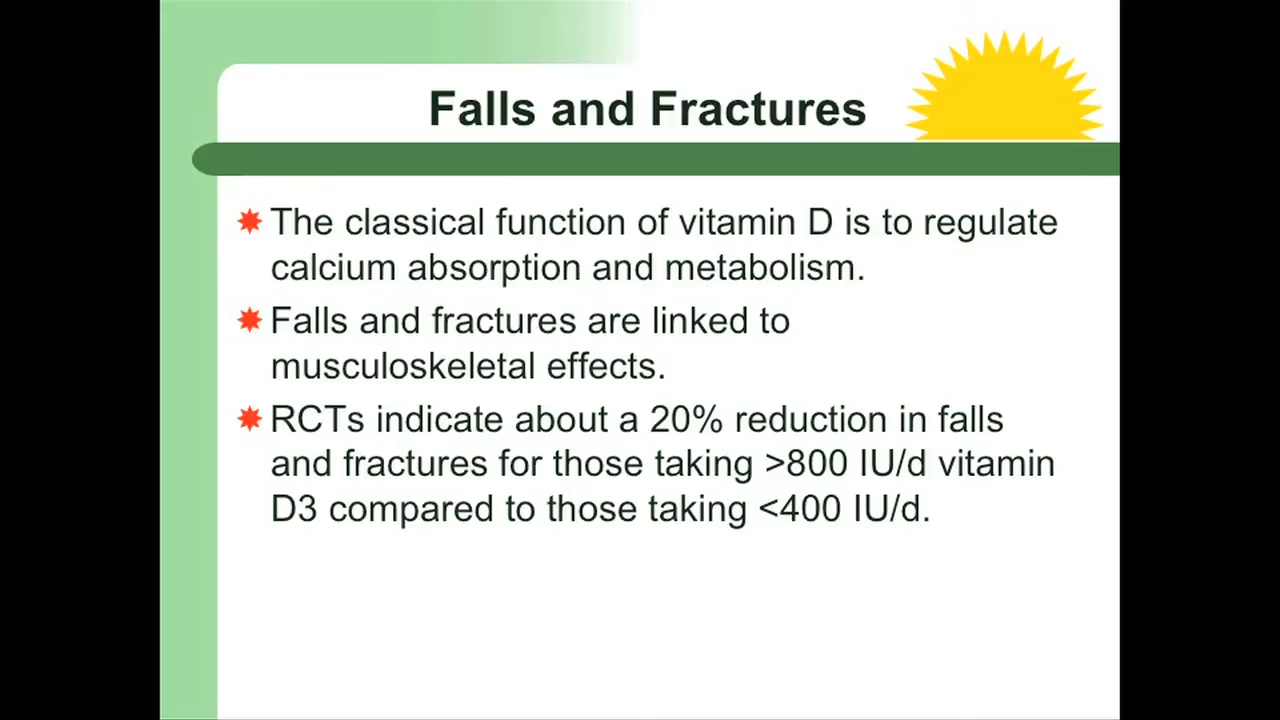 Falls and Fractures
The classical function of vitamin D is to regulate
calcium absorption and metabolism.
Falls and fractures are linked to
musculoskeletal effects.
RCTs indicate about a 20% reduction in falls
and fractures for those taking >800 IU/d vitamin
D3 compared to those taking <400 IU/d.